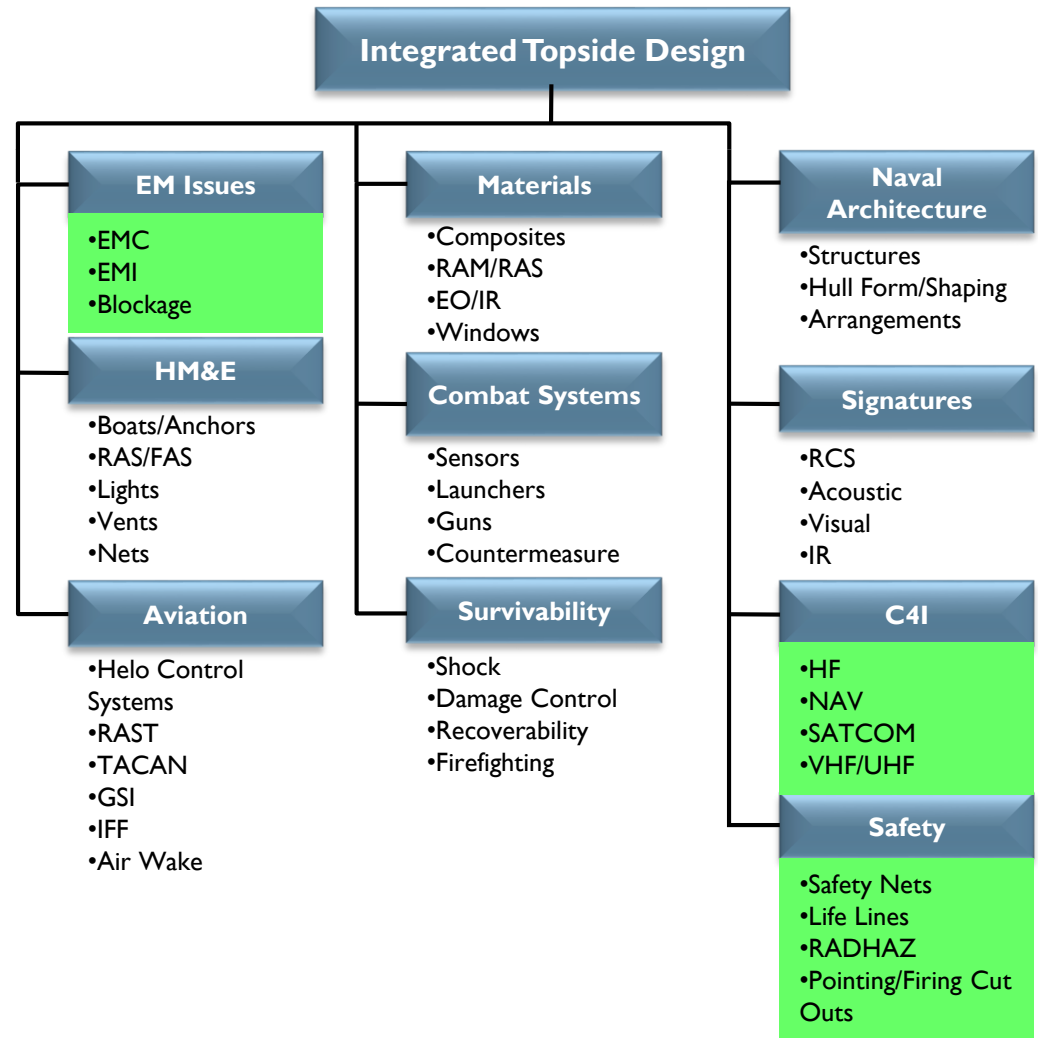 Integrated Topside Design
EM Issues
•EMC
•EMI
•Blockage
HM&E
•Boats/Anchors
•RAS/FAS
•Lights
•Vents
•Nets
Aviation
•Helo Control
Systems
•RAST
•TACAN
•GSI
•IFF
•Air Wake
Materials
•Composites
•RAM/RAS
•EO/IR
•Windows
Combat Systems
•Sensors
•Launchers
•Guns
•Countermeasure
Survivability
•Shock
•Damage Control
•Recoverability
•Firefighting
Naval
Architecture
•Structures
•Hull Form/Shaping
•Arrangements
Signatures
•RCS
•Acoustic
•Visual
•IR
C4I
•HF
•NAV
•SATCOM
•VHF/UHF
Safety
•Safety Nets
•Life Lines
•RADHAZ
•Pointing/Firing Cut
Outs